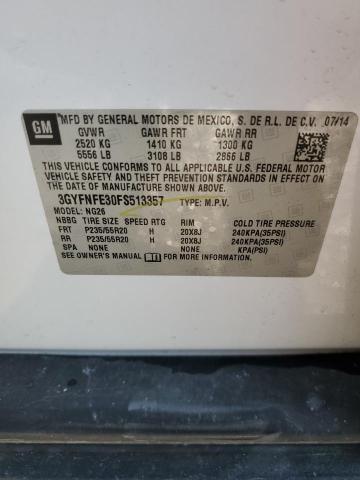 GM
MFD BY GENERAL MOTORS DE MEXICO, S. DE R.L. DE C.V. 07/14
GVWR GAWR FRT GAWR RR
2520 KG 1410 KG 1300 KG
5556 LB 3108 LB 2866 LB
THIS VEHICLE CONFORMS TO ALL APPLICABLE U.S. FEDERAL MOTOR
VEHICLE SAFETY AND THEFT PREVENTION STANDARDS IN EFFECT ON THE
DATE OF MANUFACTURE SHOWN ABOVE.
3GYFNFE30FS513357 TYPE: M.P.V.
MODEL: NG26
NBBG TIRE SIZE SPEED RTG RIM COLD TIRE PRESSURE
FRT P235/55R20 H 20X8J 240KPA(35PSI)
RR P235/55R20 H 20X8J 240KPA(35PSI)
SPA NONE NONE KPA(PSI)
SEE OWNER'S MANUAL FOR MORE INFORMATION.